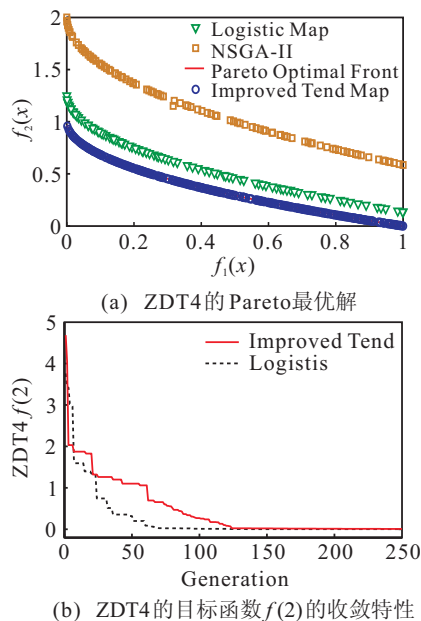 2
1.5
1
0.5
0
f₂(x)
Logistic Map
NSGA-II
Pareto Optimal Front
Improved Tend Map
0 0.2 0.4 0.6 0.8 1
f₁(x)
(a) ZDT4的Pareto最优解
5
4
3
2
1
0
ZDT4 f(2)
Improved Tend
Logistis
0 50 100 150 200 250
Generation
(b) ZDT4的目标函数f(2)的收敛特性